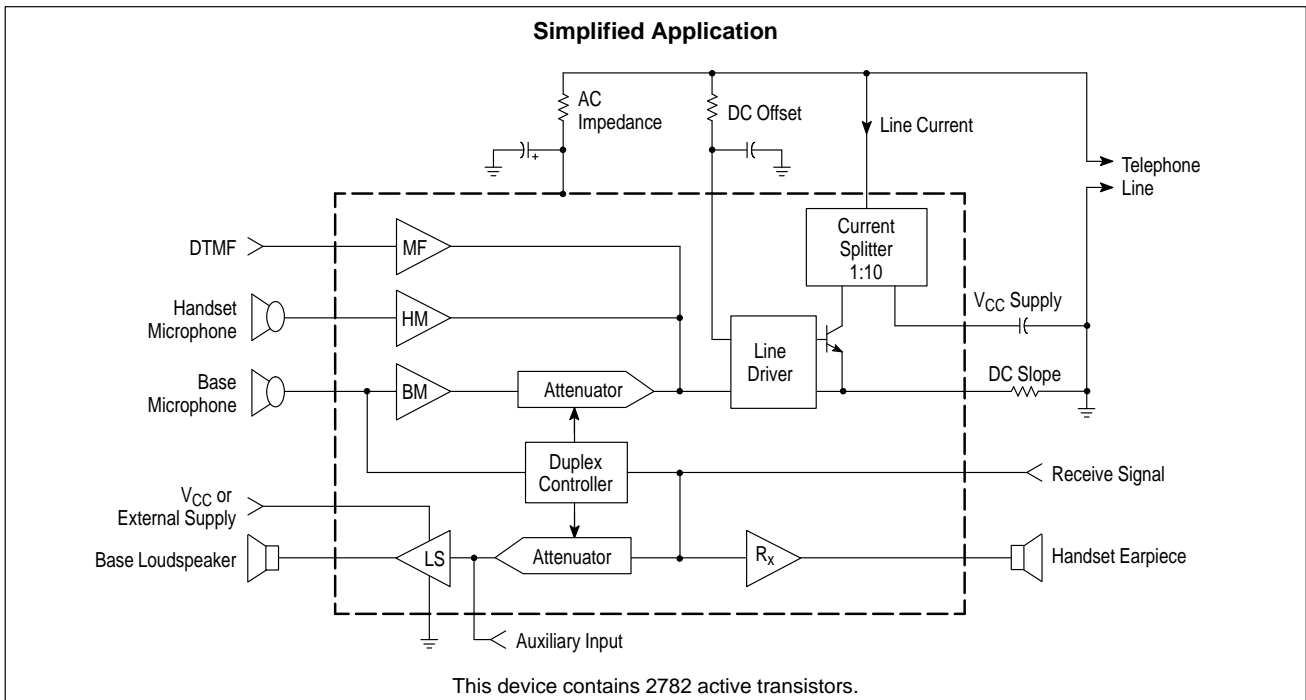 Simplified Application
AC
Impedance
DC Offset
Line Current
Telephone
Line
+
Current
Splitter
1:10
DTMF
MF
VCC Supply
Handset
Microphone
HM
Line
Driver
Base
Microphone
BM
Attenuator
DC Slope
Duplex
Controller
Receive Signal
VCC or
External Supply
Base Loudspeaker
LS
Attenuator
Rx
Handset Earpiece
Auxiliary Input
This device contains 2782 active transistors.